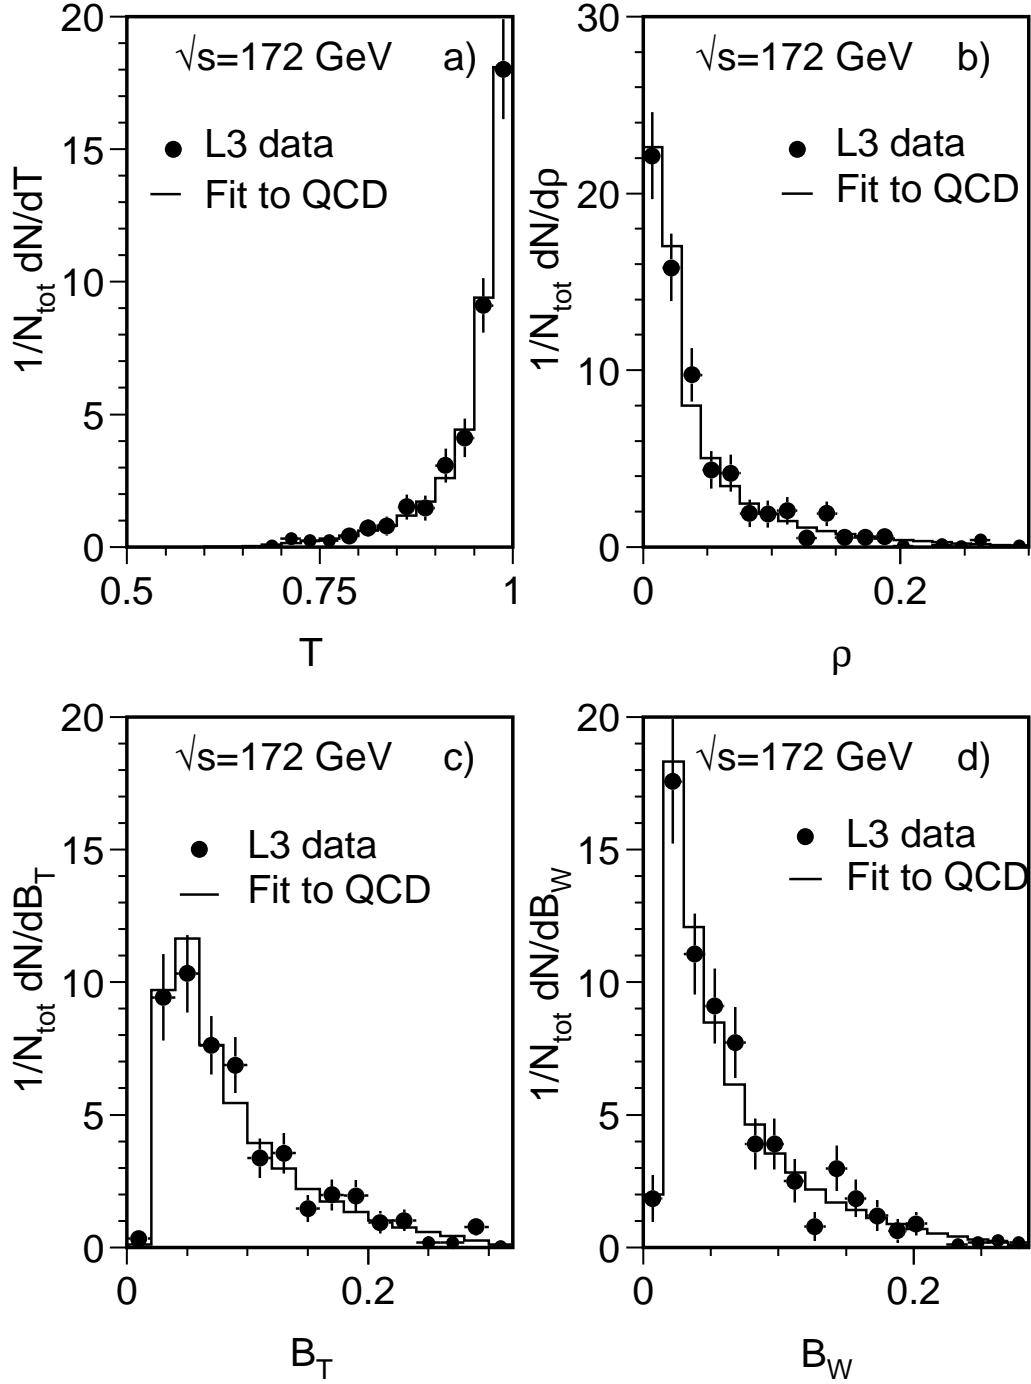 √s=172 GeV a)
L3 data
Fit to QCD
1/N_tot dN/dT
20
15
10
5
0
0.5 0.75 1
T
√s=172 GeV b)
L3 data
Fit to QCD
1/N_tot dN/dρ
30
20
10
0
0 0.2
ρ
√s=172 GeV c)
L3 data
Fit to QCD
1/N_tot dN/dB_T
20
15
10
5
0
0 0.2
B_T
√s=172 GeV d)
L3 data
Fit to QCD
1/N_tot dN/dB_W
20
15
10
5
0
0 0.2
B_W